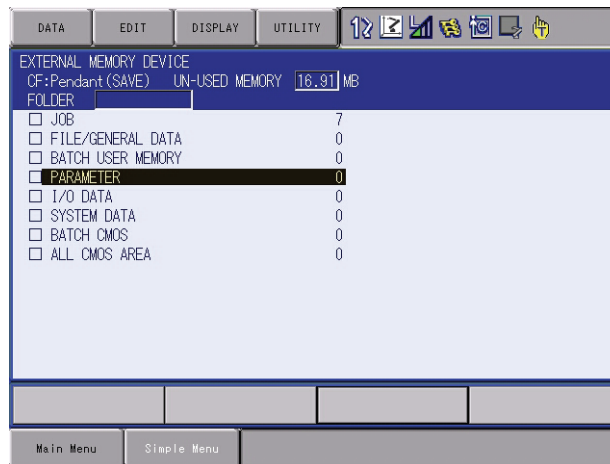 DATA EDIT DISPLAY UTILITY
EXTERNAL MEMORY DEVICE
CF:Pendant(SAVE) UN-USED MEMORY 16.91 MB
FOLDER
JOB 7
FILE/GENERAL DATA 0
BATCH USER MEMORY 0
PARAMETER 0
I/O DATA 0
SYSTEM DATA 0
BATCH CMOS 0
ALL CMOS AREA 0
Main Menu Simple Menu